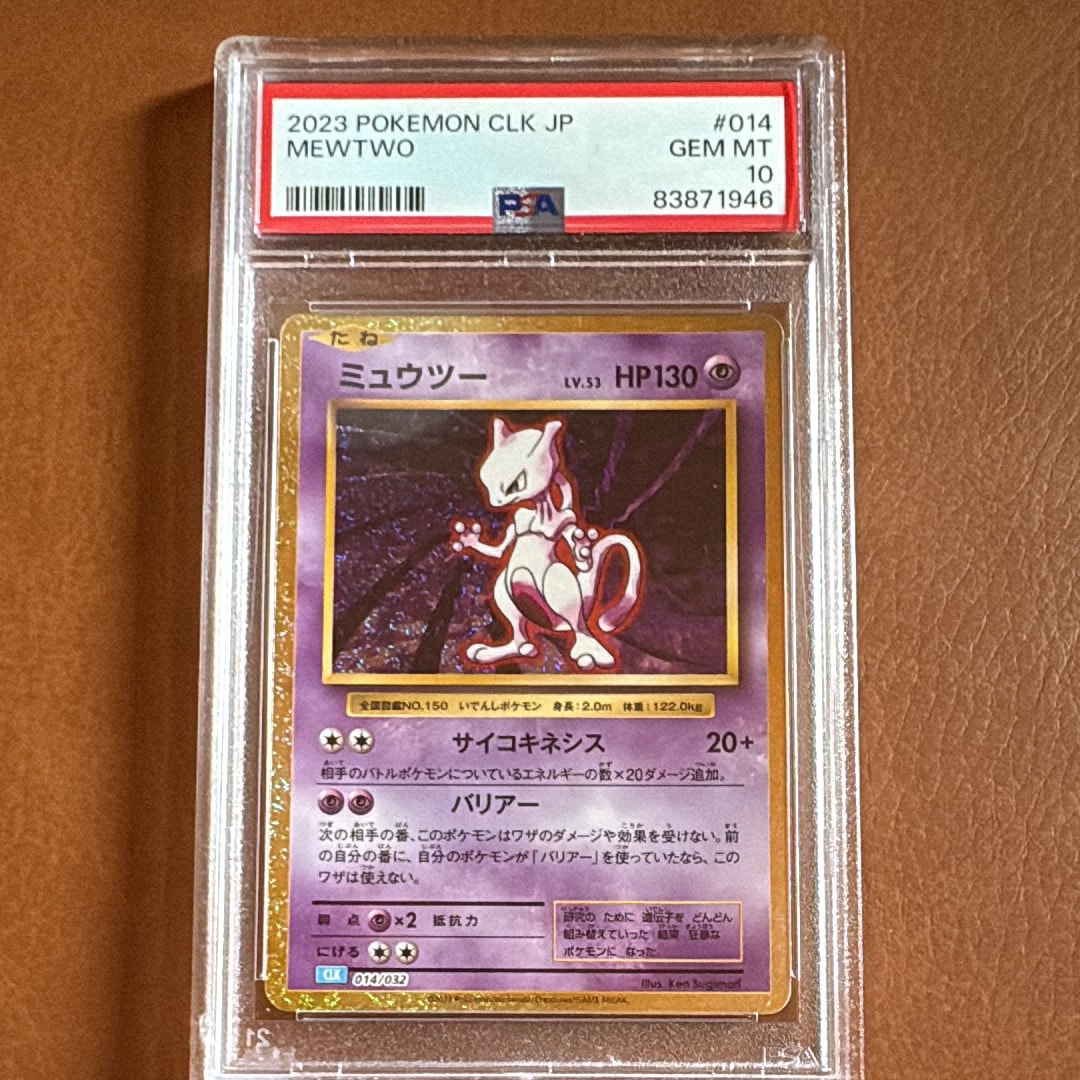 2023 POKEMON CLK JP #014
MEWTWO GEM MT
10
PSA 83871946
たね
ミュウツー LV.53 HP130
全国図鑑NO.150 いでんしポケモン 身長:2.0m 体重:122.0kg
サイコキネシス 20+
相手のバトルポケモンについているエネルギーの数×20ダメージ追加。
バリアー
次の相手の番、このポケモンはワザのダメージや効果を受けない。前
の自分の番に、自分のポケモンが「バリアー」を使っていたなら、この
ワザは使えない。
弱点 ×2 抵抗力
にげる
研究の ために 遺伝子を どんどん
組み替えていった 結果 狂暴な
ポケモンに なった。
CLK 014/032
Illus. Ken Sugimori
©2023 Pokémon/Nintendo/Creatures/GAME FREAK.
PSA